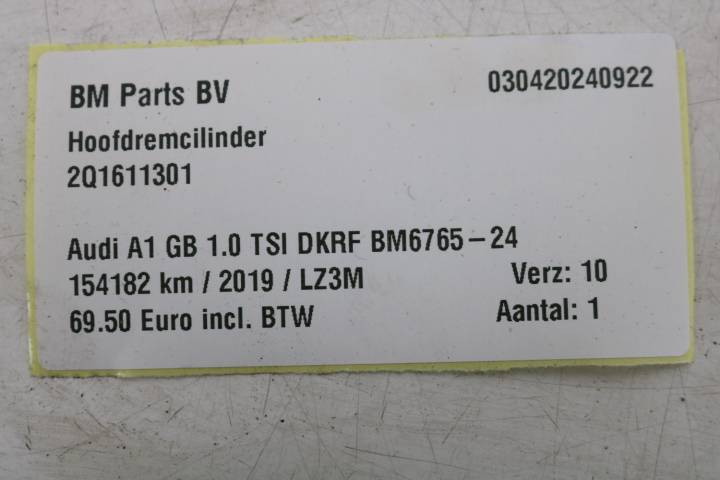 BM Parts BV 030420240922
Hoofdremcilinder
2Q1611301
Audi A1 GB 1.0 TSI DKRF BM6765-24
154182 km / 2019 / LZ3M Verz: 10
69.50 Euro incl. BTW Aantal: 1